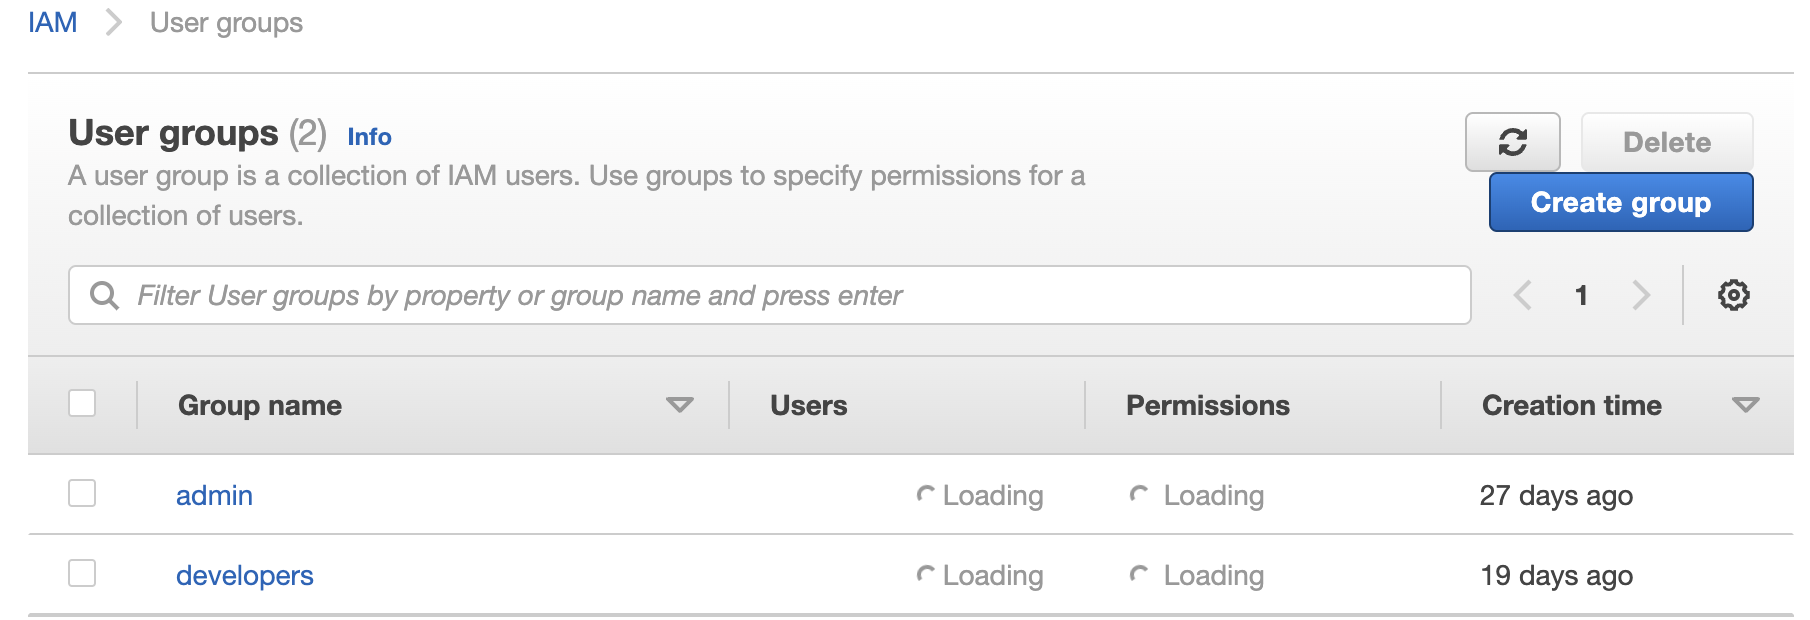 IAM User groups
User groups (2) Info
A user group is a collection of IAM users. Use groups to specify permissions for a
collection of users.
Delete
Create group
Filter User groups by property or group name and press enter
1
Group name Users Permissions Creation time
admin Loading Loading 27 days ago
developers Loading Loading 19 days ago